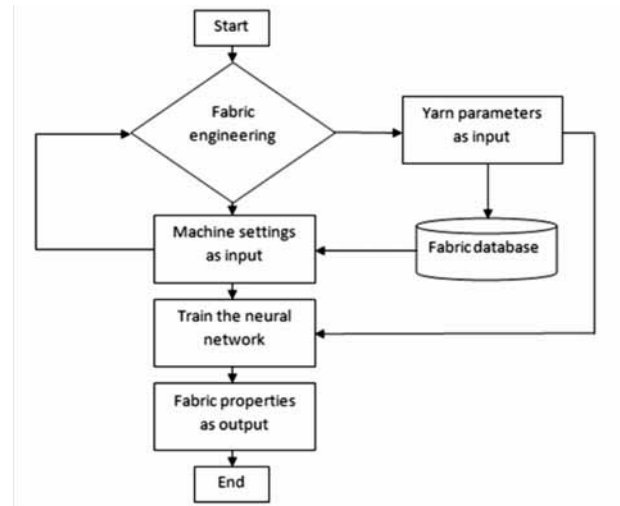 Start
Fabric
engineering
Yarn parameters
as input
Machine settings
as input
Fabric database
Train the neural
network
Fabric properties
as output
End